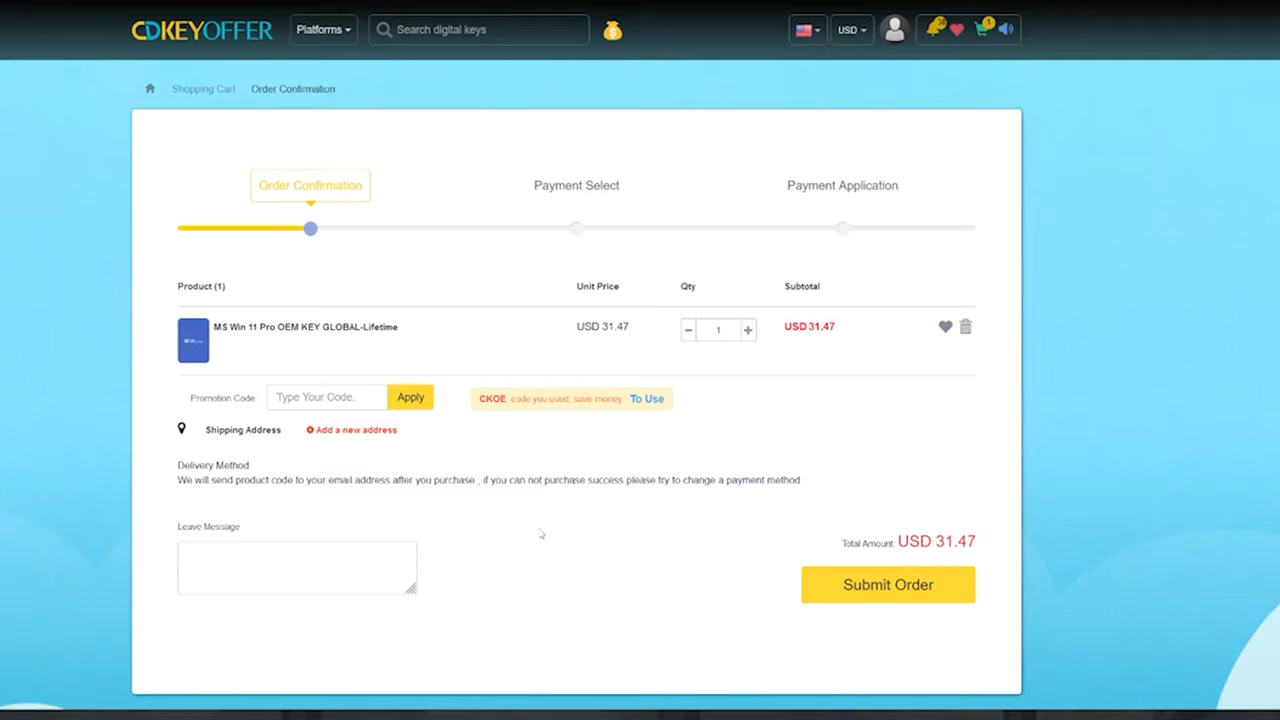 CDKEYOFFER Platforms Search digital keys USD 1
Shopping Cart Order Confirmation
Order Confirmation Payment Select Payment Application
Product (1) Unit Price Qty Subtotal
MS Win 11 Pro OEM KEY GLOBAL-Lifetime USD 31.47 1 USD 31.47
Promotion Code: Type Your Code. Apply CKOE code you used, save money. To Use
Shipping Address Add a new address
Delivery Method
We will send product code to your email address after you purchase , if you can not purchase success please try to change a payment method
Leave Message
Total Amount: USD 31.47
Submit Order